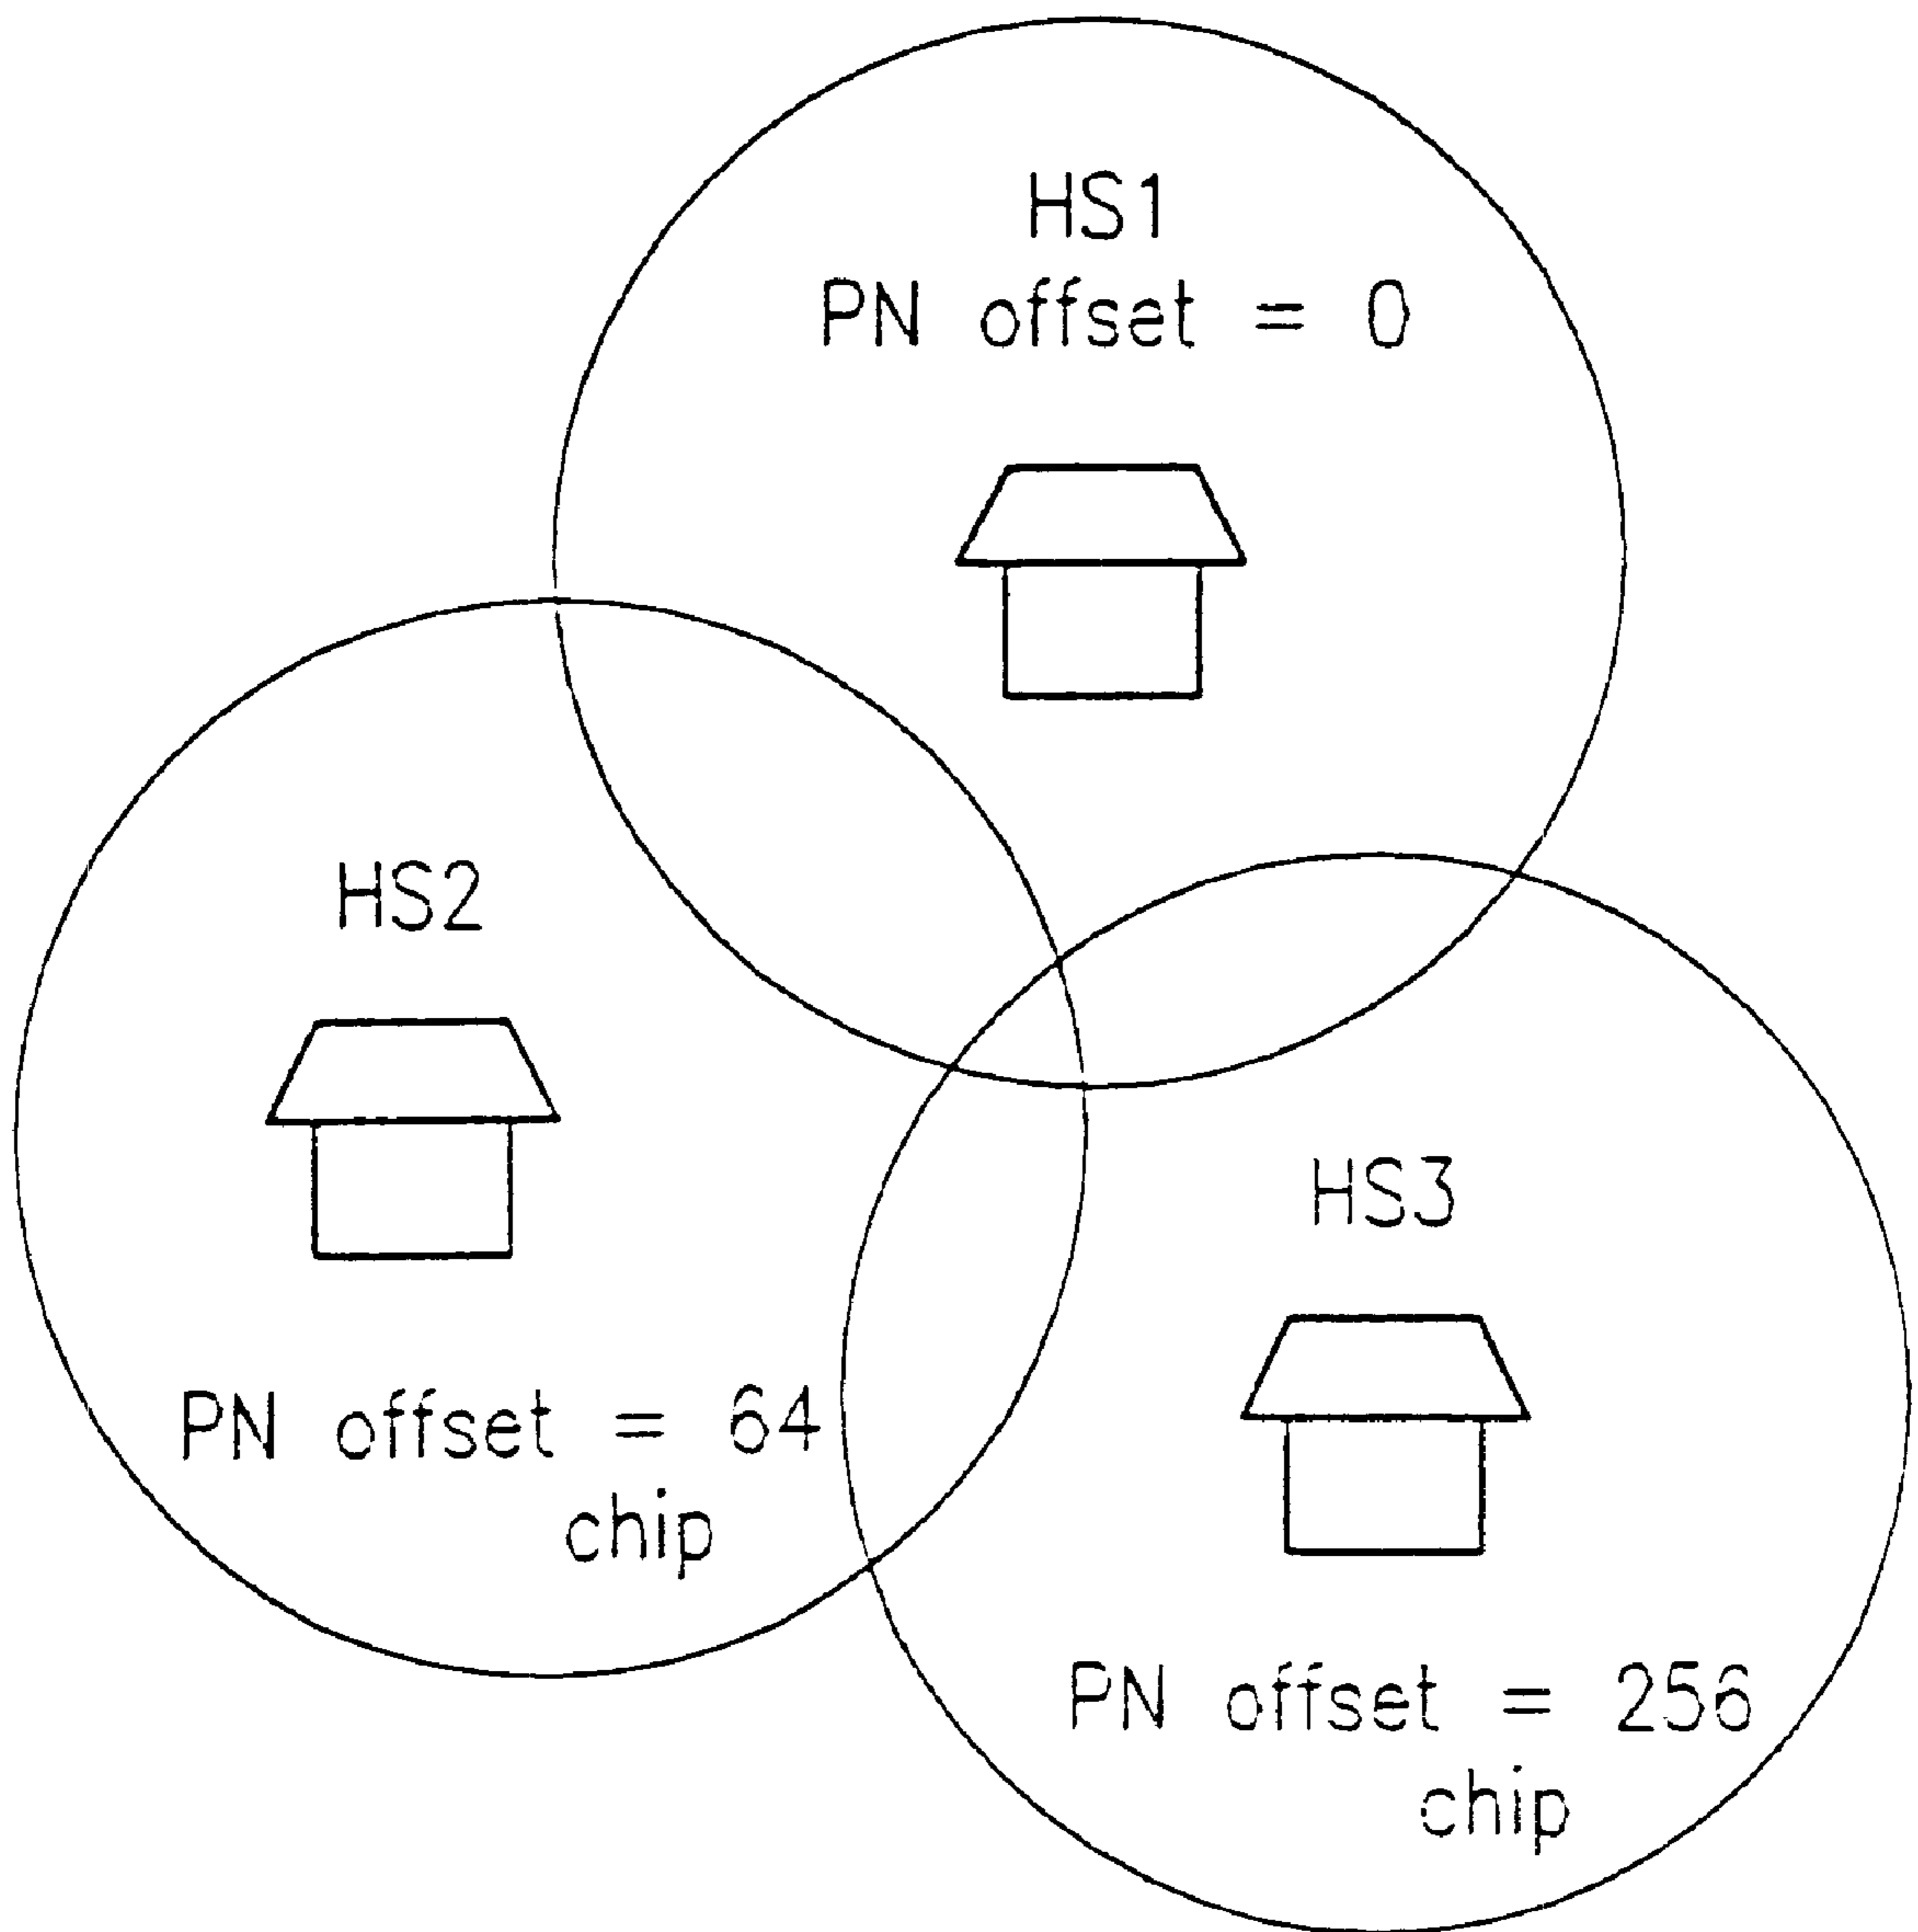 HS1
PN offset = 0
HS2
PN offset = 64
chip
HS3
PN offset = 256
chip